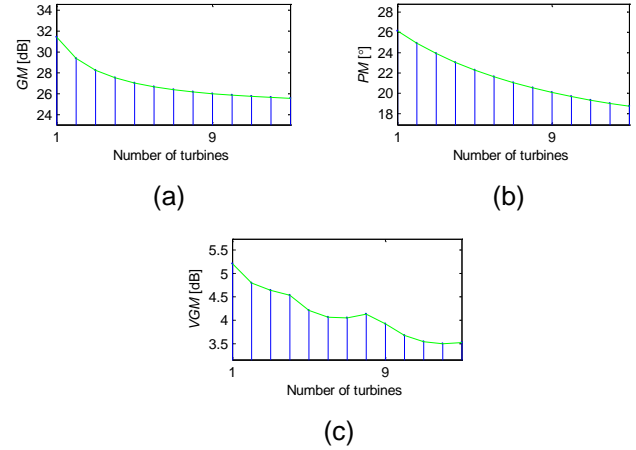 34
32
30
28
26
24
GM [dB]
1
9
Number of turbines
(a)
28
26
24
22
20
18
PM [°]
1
9
Number of turbines
(b)
5.5
5
4.5
4
3.5
VGM [dB]
1
9
Number of turbines
(c)